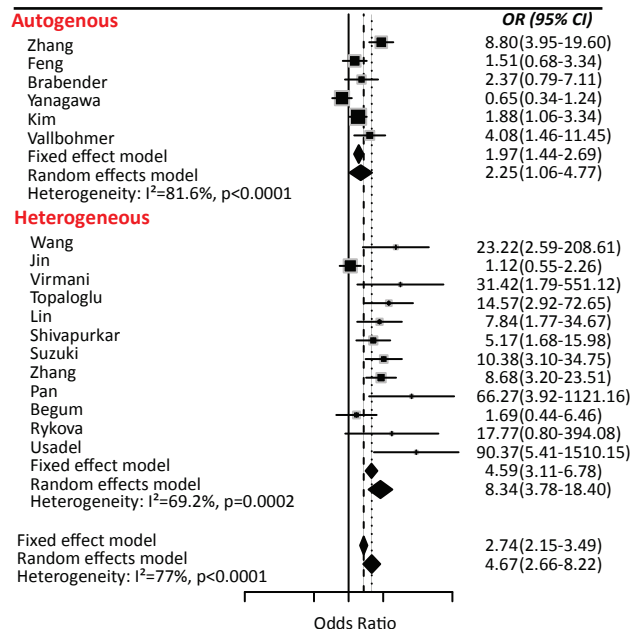 OR (95% CI)
Autogenous
Zhang 8.80(3.95-19.60)
Feng 1.51(0.68-3.34)
Brabender 2.37(0.79-7.11)
Yanagawa 0.65(0.34-1.24)
Kim 1.88(1.06-3.34)
Vallbohmer 4.08(1.46-11.45)
Fixed effect model 1.97(1.44-2.69)
Random effects model 2.25(1.06-4.77)
Heterogeneity: I²=81.6%, p<0.0001
Heterogeneous
Wang 23.22(2.59-208.61)
Jin 1.12(0.55-2.26)
Virmani 31.42(1.79-551.12)
Topaloglu 14.57(2.92-72.65)
Lin 7.84(1.77-34.67)
Shivapurkar 5.17(1.68-15.98)
Suzuki 10.38(3.10-34.75)
Zhang 8.68(3.20-23.51)
Pan 66.27(3.92-1121.16)
Begum 1.69(0.44-6.46)
Rykova 17.77(0.80-394.08)
Usadel 90.37(5.41-1510.15)
Fixed effect model 4.59(3.11-6.78)
Random effects model 8.34(3.78-18.40)
Heterogeneity: I²=69.2%, p=0.0002
Fixed effect model 2.74(2.15-3.49)
Random effects model 4.67(2.66-8.22)
Heterogeneity: I²=77%, p<0.0001
Odds Ratio